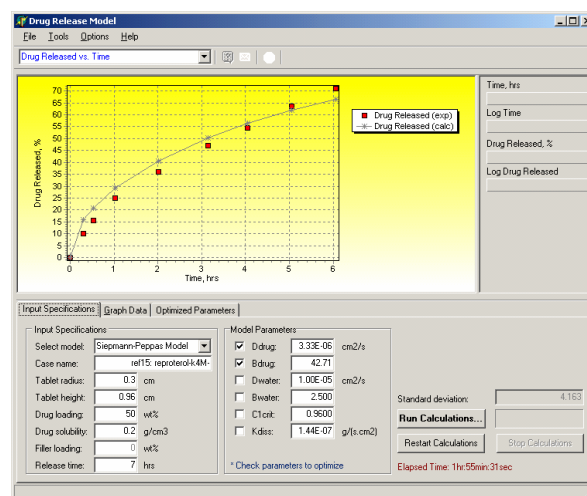 Drug Release Model
File Tools Options Help
Drug Released vs. Time
70
65
60
55
50
45
40
35
30
25
20
15
10
5
0
Drug Released, %
0 1 2 3 4 5 6
Time, hrs
Drug Released (exp)
Drug Released (calc)
Time, hrs
Log Time
Drug Released, %
Log Drug Released
Input Specifications Graph Data Optimized Parameters
Input Specifications
Select model: Siepmann-Peppas Model
Case name: ref15: reproterol-k4M-
Tablet radius: 0.3 cm
Tablet height: 0.96 cm
Drug loading: 50 wt%
Drug solubility: 0.2 g/cm3
Filler loading: 0 wt%
Release time: 7 hrs
Model Parameters
Ddrug: 3.33E-06 cm2/s
Bdrug: 42.71
Dwater: 1.00E-05 cm2/s
Bwater: 2.500
C1crit: 0.9600
Kdiss: 1.44E-07 g/(s.cm2)
* Check parameters to optimize
Standard deviation: 4.163
Run Calculations...
Restart Calculations Stop Calculations
Elapsed Time: 1hr:55min:31sec